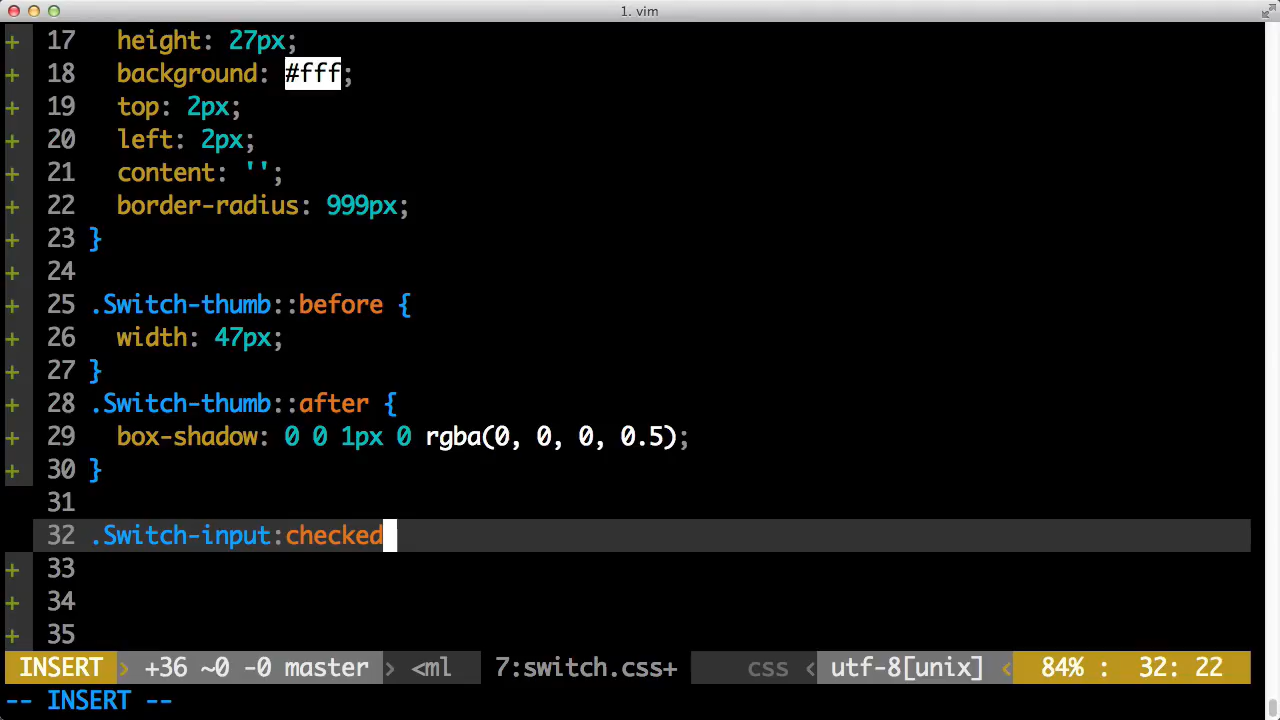 1. vim
+ 17 height: 27px;
+ 18 background: #fff;
+ 19 top: 2px;
+ 20 left: 2px;
+ 21 content: '';
+ 22 border-radius: 999px;
+ 23 }
+ 24
+ 25 .Switch-thumb::before {
+ 26 width: 47px;
+ 27 }
+ 28 .Switch-thumb::after {
+ 29 box-shadow: 0 0 1px 0 rgba(0, 0, 0, 0.5);
+ 30 }
31
32 .Switch-input:checked
+ 33
+ 34
+ 35
INSERT › +36 ~0 -0 master › <ml 7:switch.css+ css ‹ utf-8[unix] ‹ 84% : 32: 22
-- INSERT --